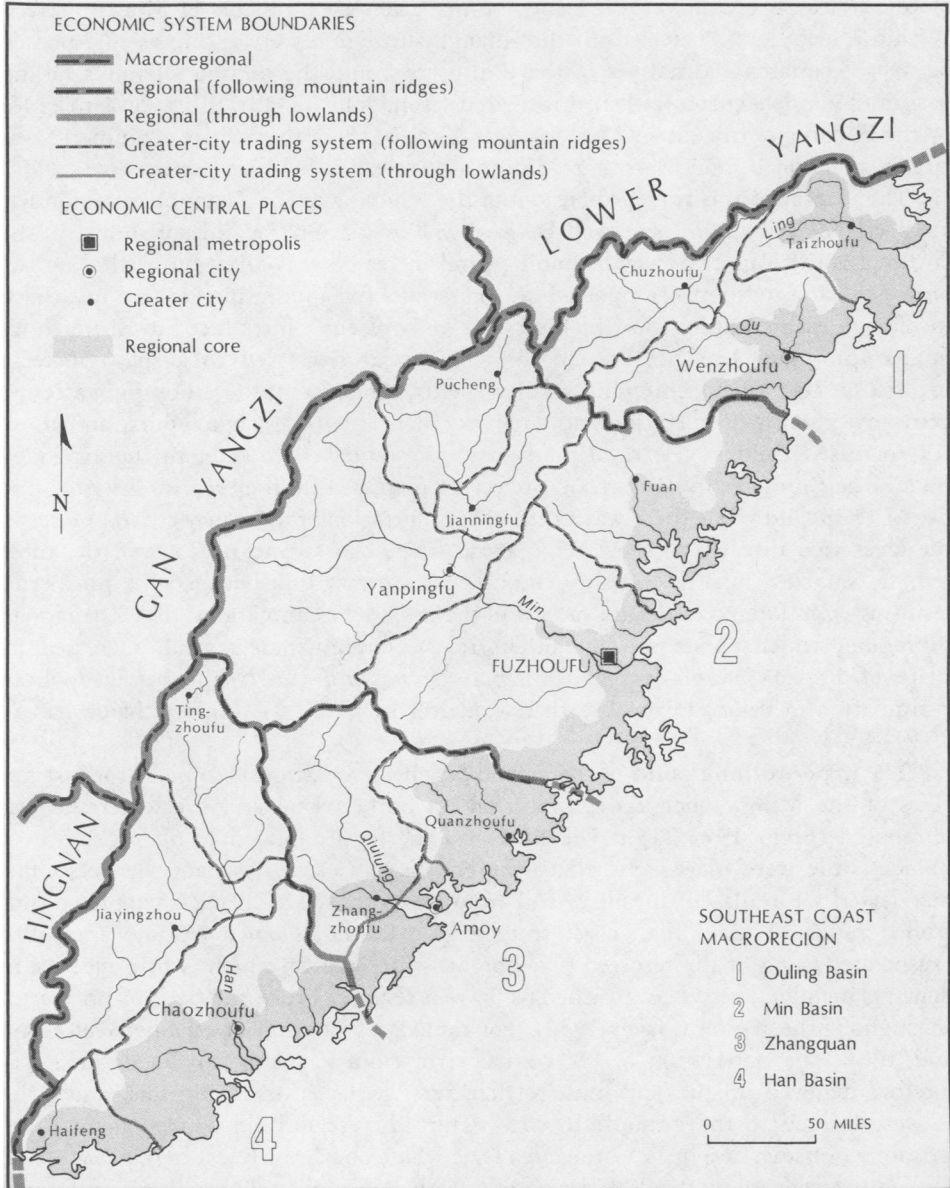 ECONOMIC SYSTEM BOUNDARIES
Macroregional
Regional (following mountain ridges)
Regional (through lowlands)
Greater-city trading system (following mountain ridges)
Greater-city trading system (through lowlands)
ECONOMIC CENTRAL PLACES
Regional metropolis
Regional city
Greater city
Regional core
N
LOWER YANGZI
GAN YANGZI
LINGNAN
Ling
Taizhoufu
Chuzhoufu
Ou
Wenzhoufu
1
Pucheng
Fuan
Jianningfu
Yanpingfu
Min
2
FUZHOUFU
Ting-
zhoufu
Quanzhoufu
Qiulung
Zhang-
zhoufu
Amoy
3
Jiayingzhou
Han
Chaozhoufu
Haifeng
4
SOUTHEAST COAST
MACROREGION
1 Ouling Basin
2 Min Basin
3 Zhangquan
4 Han Basin
0 50 MILES